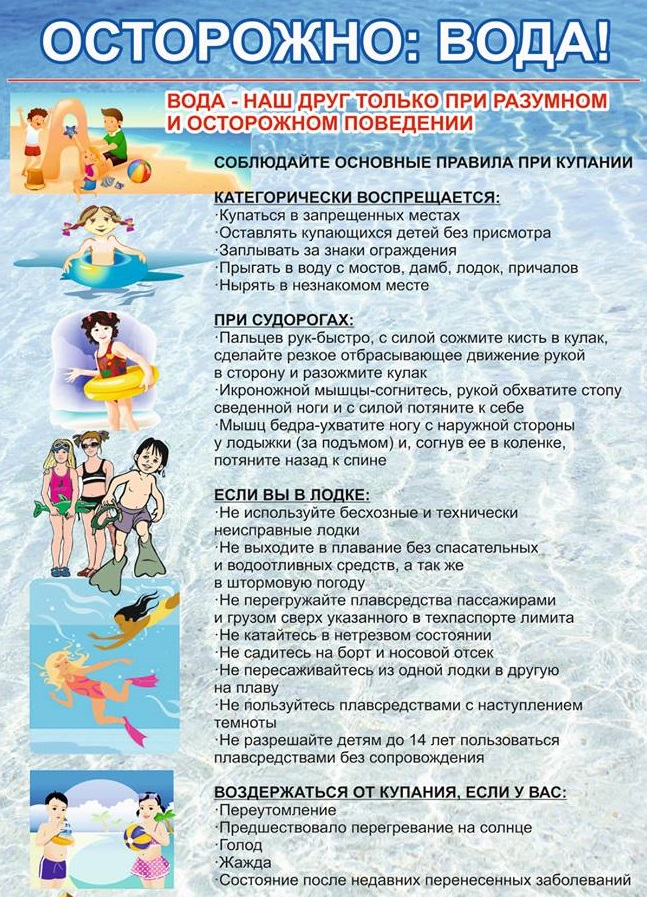 ОСТОРОЖНО: ВОДА!
ВОДА - НАШ ДРУГ ТОЛЬКО ПРИ РАЗУМНОМ
И ОСТОРОЖНОМ ПОВЕДЕНИИ
СОБЛЮДАЙТЕ ОСНОВНЫЕ ПРАВИЛА ПРИ КУПАНИИ
КАТЕГОРИЧЕСКИ ВОСПРЕЩАЕТСЯ:
·Купаться в запрещенных местах
·Оставлять купающихся детей без присмотра
·Заплывать за знаки ограждения
·Прыгать в воду с мостов, дамб, лодок, причалов
·Нырять в незнакомом месте
ПРИ СУДОРОГАХ:
·Пальцев рук-быстро, с силой сожмите кисть в кулак,
сделайте резкое отбрасывающее движение рукой
в сторону и разожмите кулак
·Икроножной мышцы-согнитесь, рукой обхватите стопу
сведенной ноги и с силой потяните к себе
·Мышц бедра-ухватите ногу с наружной стороны
у лодыжки (за подъмом) и, согнув ее в коленке,
потяните назад к спине
ЕСЛИ ВЫ В ЛОДКЕ:
·Не используйте бесхозные и технически
неисправные лодки
·Не выходите в плавание без спасательных
и водоотливных средств, а так же
в штормовую погоду
·Не перегружайте плавсредства пассажирами
и грузом сверх указанного в техпаспорте лимита
·Не катайтесь в нетрезвом состоянии
·Не садитесь на борт и носовой отсек
·Не пересаживайтесь из одной лодки в другую
на плаву
·Не пользуйтесь плавсредствами с наступлением
темноты
·Не разрешайте детям до 14 лет пользоваться
плавсредствами без сопровождения
ВОЗДЕРЖАТЬСЯ ОТ КУПАНИЯ, ЕСЛИ У ВАС:
·Переутомление
·Предшествовало перегревание на солнце
·Голод
·Жажда
·Состояние после недавних перенесенных заболеваний